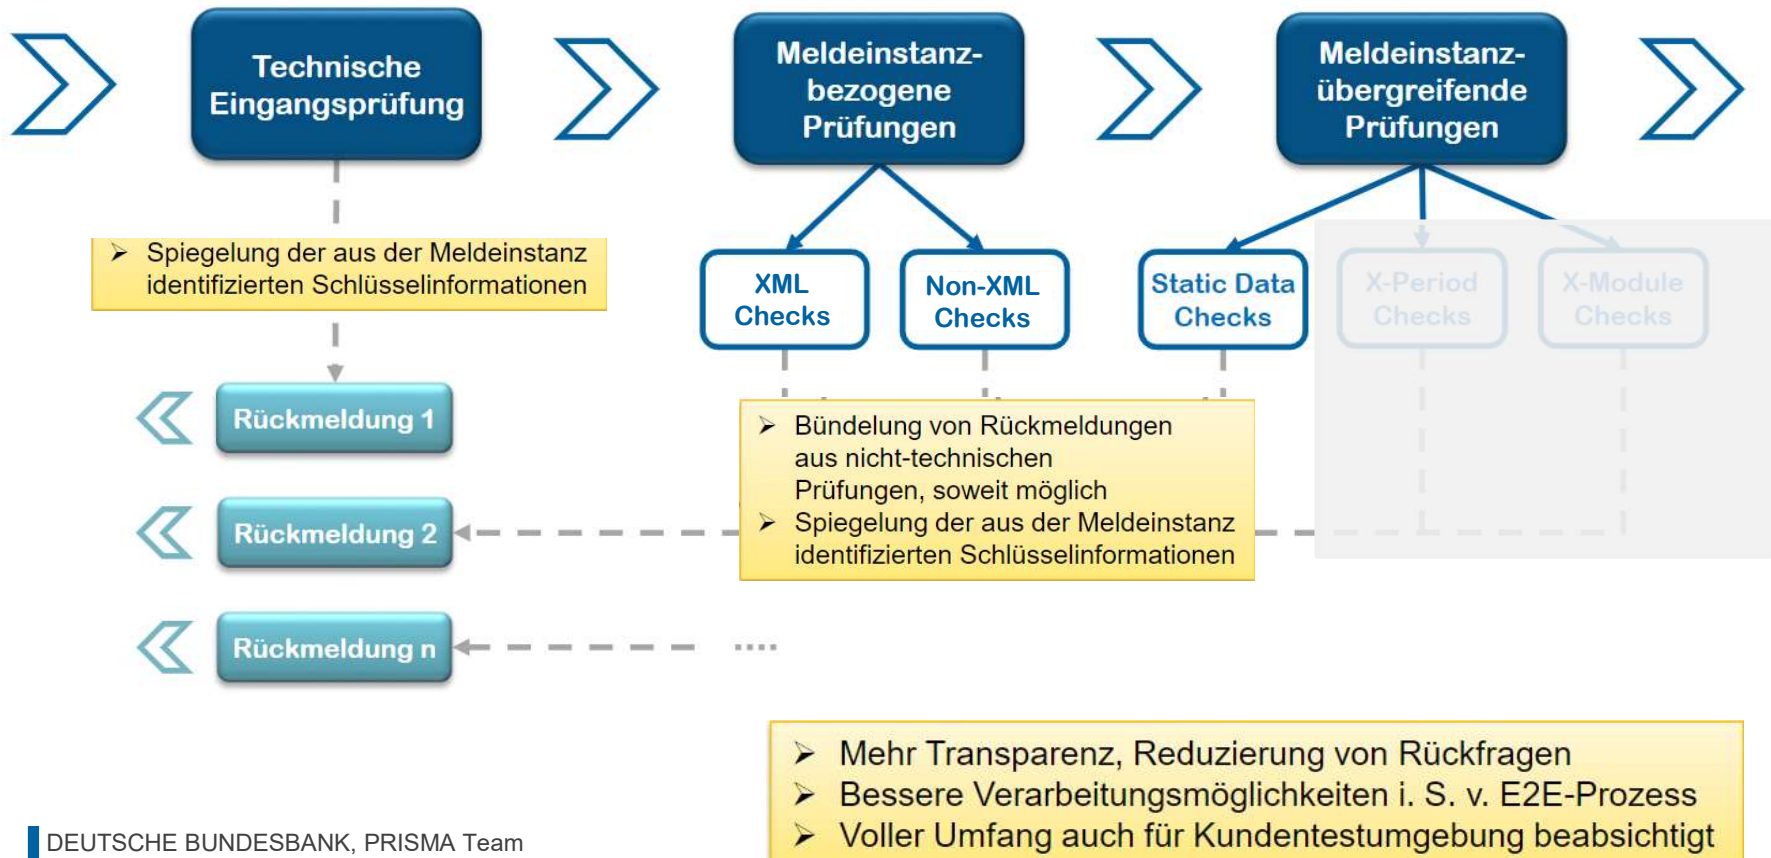 Technische
Eingangsprüfung
Meldeinstanz-
bezogene
Prüfungen
Meldeinstanz-
übergreifende
Prüfungen
➢ Spiegelung der aus der Meldeinstanz
identifizierten Schlüsselinformationen
XML
Checks
Non-XML
Checks
Static Data
Checks
X-Period
Checks
X-Module
Checks
Rückmeldung 1
➢ Bündelung von Rückmeldungen
aus nicht-technischen
Prüfungen, soweit möglich
➢ Spiegelung der aus der Meldeinstanz
identifizierten Schlüsselinformationen
Rückmeldung 2
Rückmeldung n
➢ Mehr Transparenz, Reduzierung von Rückfragen
➢ Bessere Verarbeitungsmöglichkeiten i. S. v. E2E-Prozess
➢ Voller Umfang auch für Kundentestumgebung beabsichtigt
DEUTSCHE BUNDESBANK, PRISMA Team